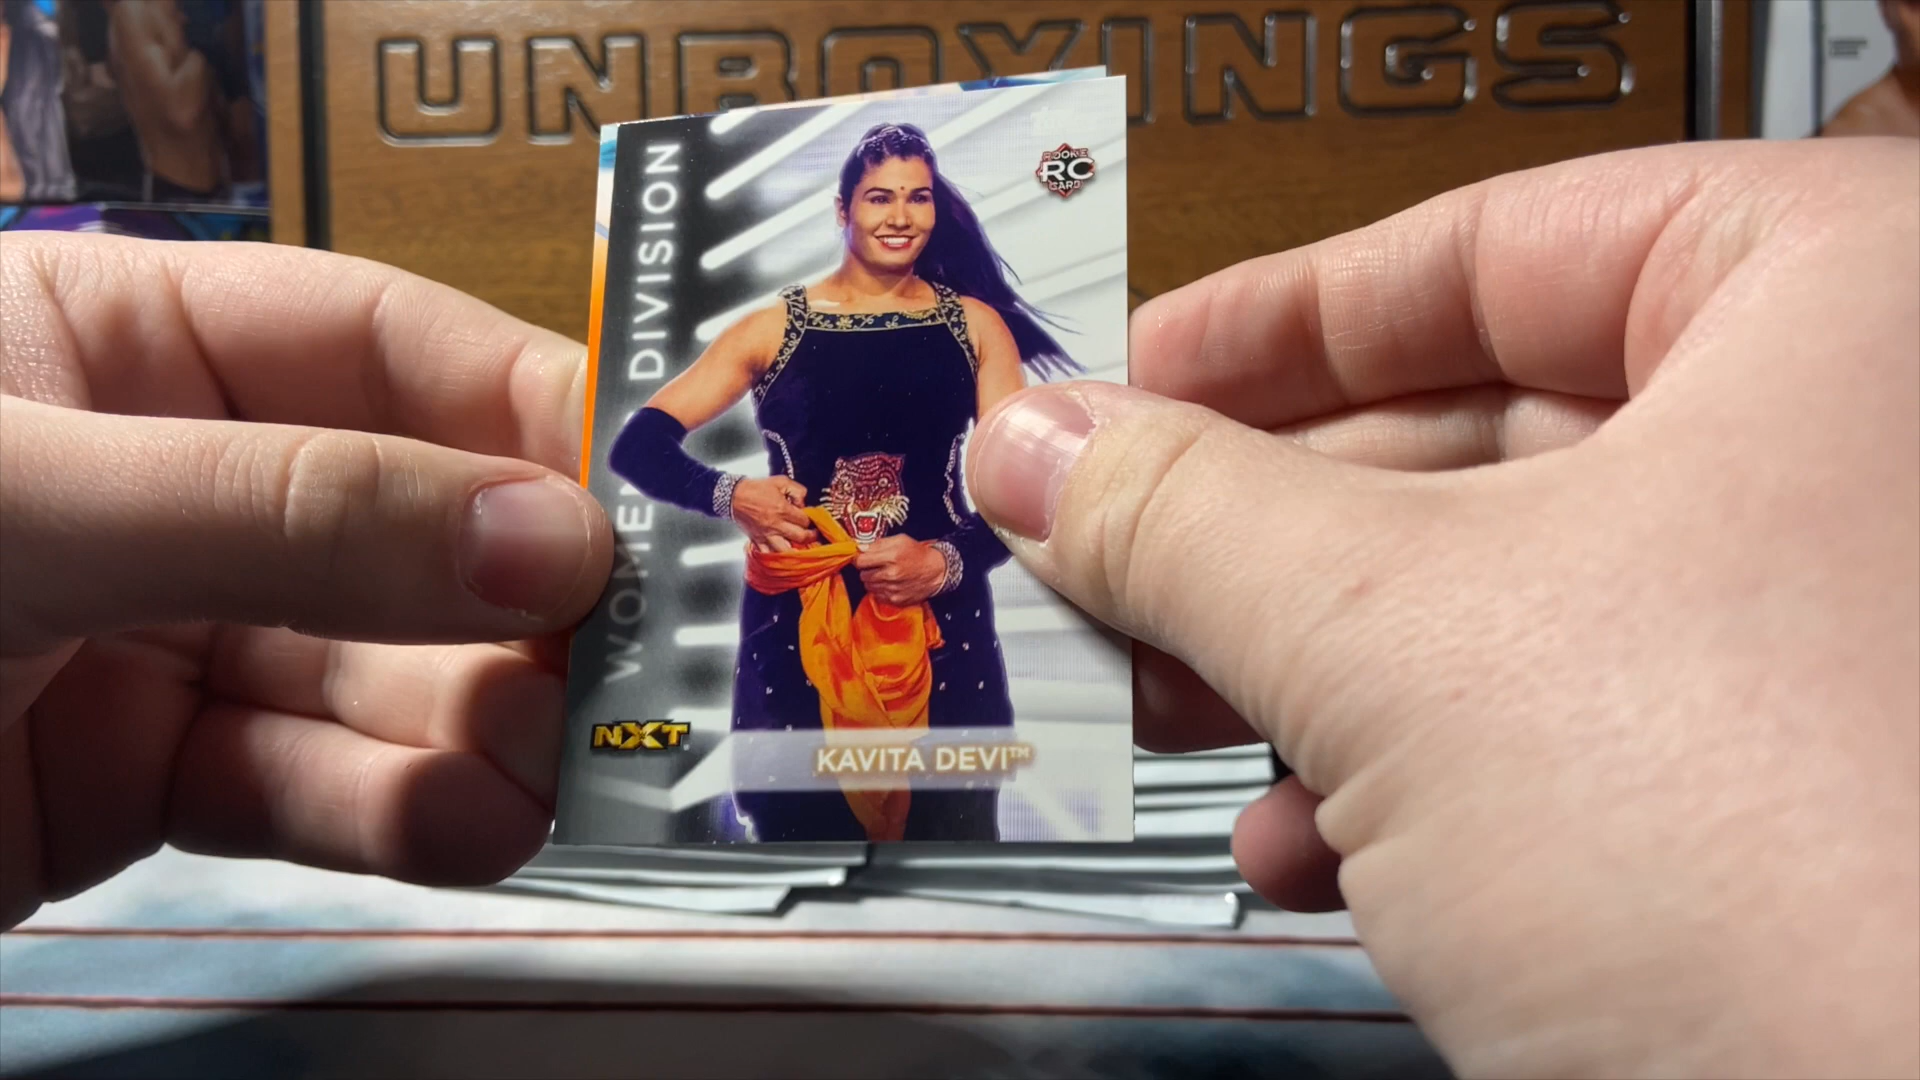 UNBOXINGS
WOMEN DIVISION
ROOKIE
RC
CARD
NXT
KAVITA DEVI™